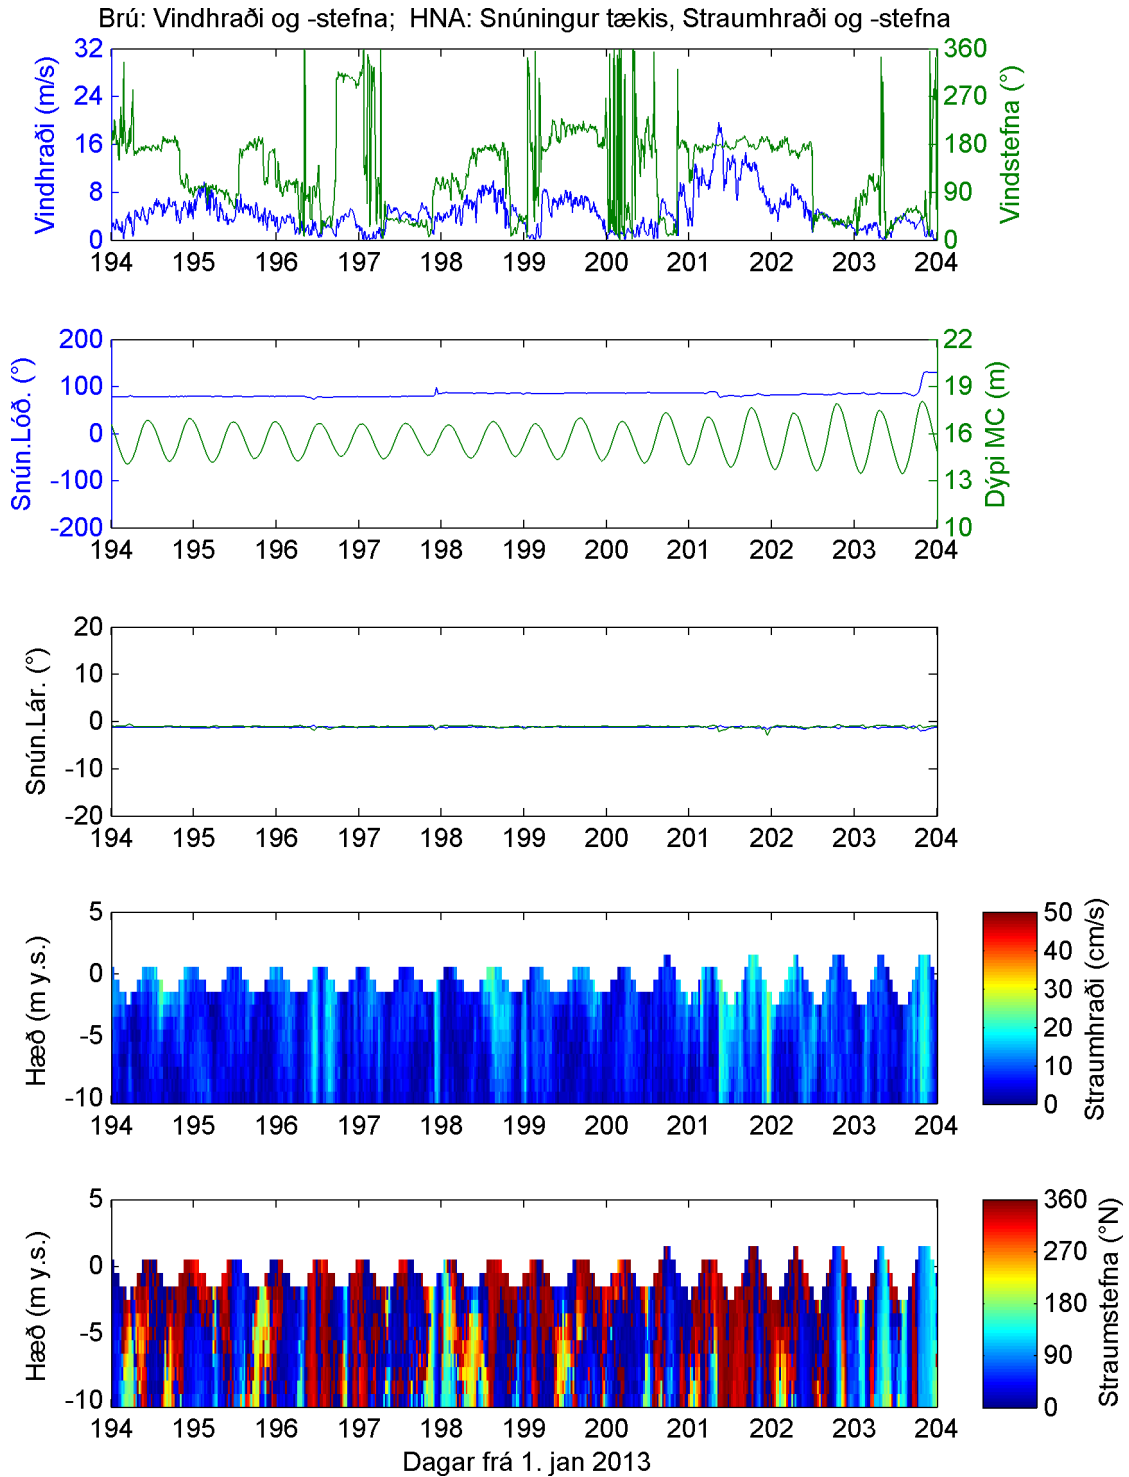 Brú: Vindhraði og -stefna; HNA: Snúningur tækis, Straumhraði og -stefna
Vindhraði (m/s)
32
24
16
8
0
360
270
180
90
0
Vindstefna (°)
194 195 196 197 198 199 200 201 202 203 204
Snún.Lóð. (°)
200
100
0
-100
-200
22
19
16
13
10
Dýpi MC (m)
194 195 196 197 198 199 200 201 202 203 204
Snún.Lár. (°)
20
10
0
-10
-20
194 195 196 197 198 199 200 201 202 203 204
Hæð (m y.s.)
5
0
-5
-10
194 195 196 197 198 199 200 201 202 203 204
50
40
30
20
10
0
Straumhraði (cm/s)
Hæð (m y.s.)
5
0
-5
-10
194 195 196 197 198 199 200 201 202 203 204
360
270
180
90
0
Straumstefna (°N)
Dagar frá 1. jan 2013